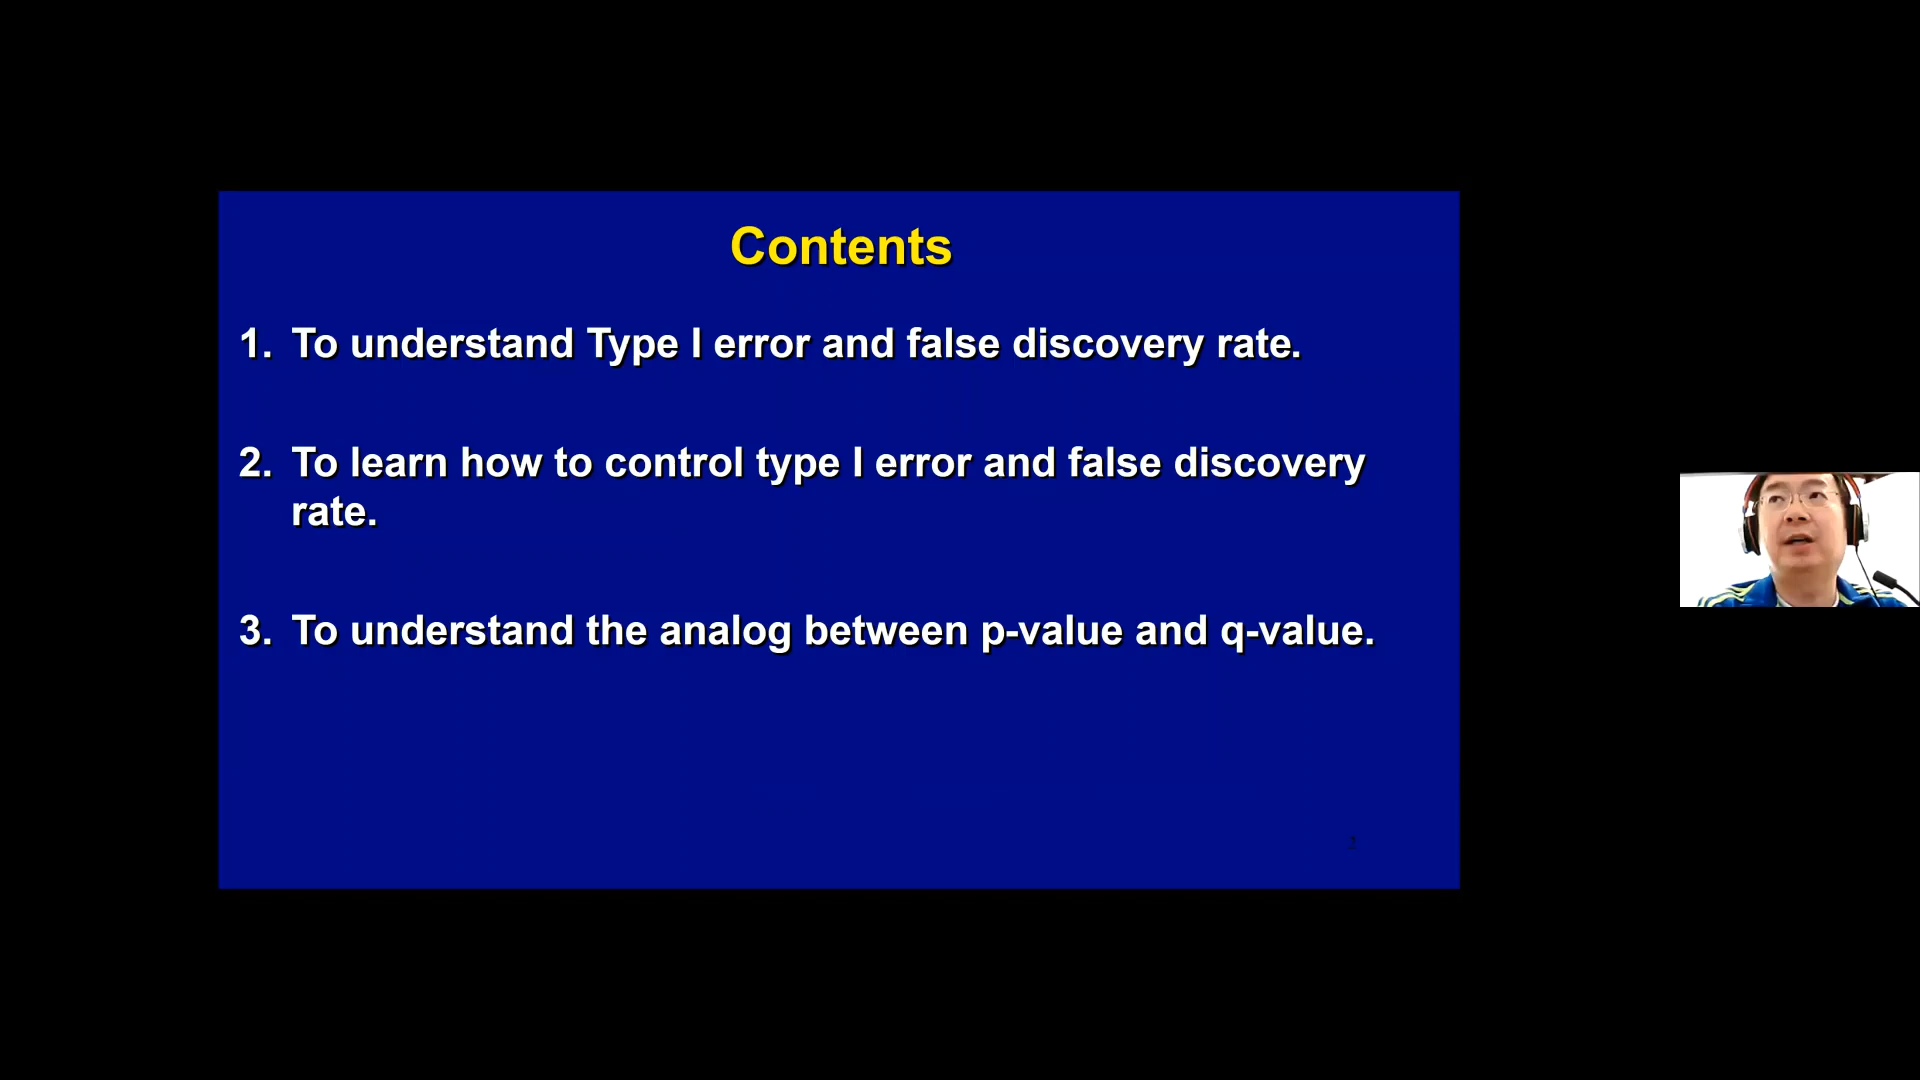 Contents
1. To understand Type I error and false discovery rate.
2. To learn how to control type I error and false discovery
rate.
3. To understand the analog between p-value and q-value.